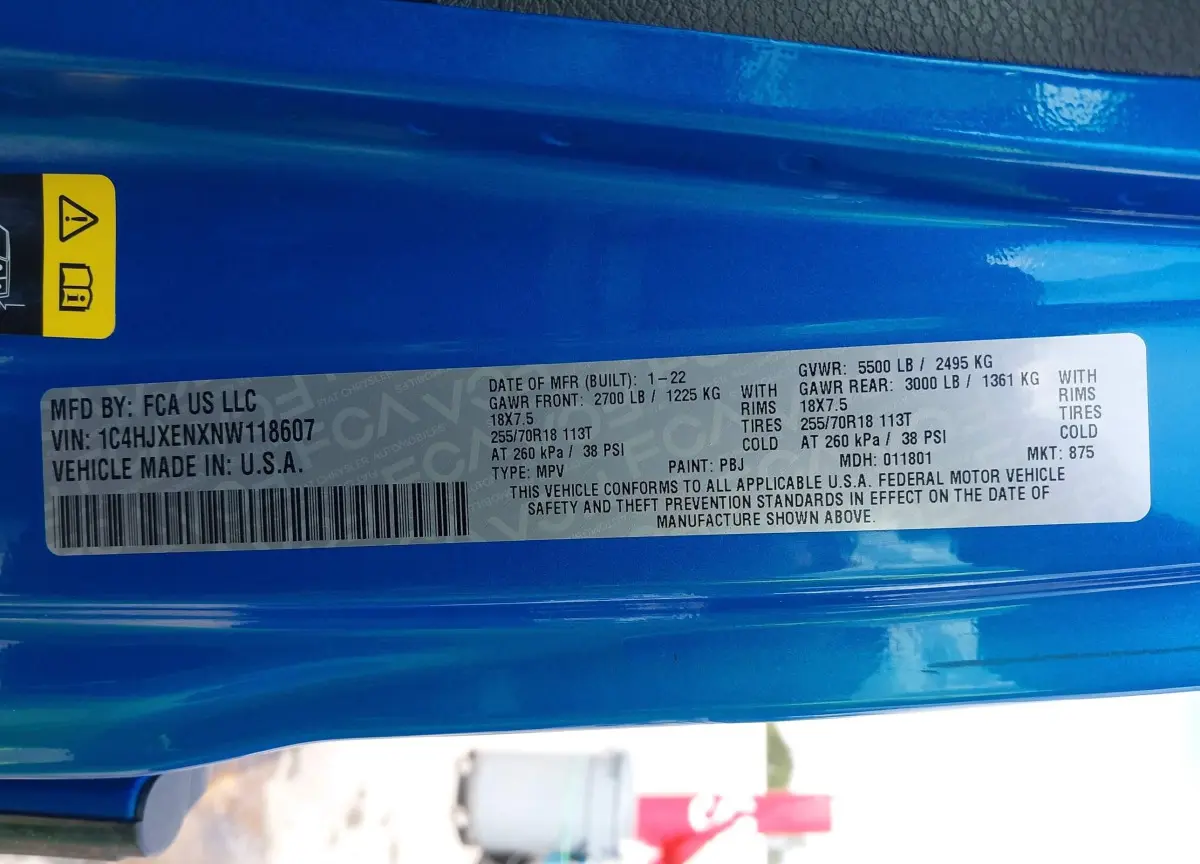 MFD BY: FCA US LLC
VIN: 1C4HJXENXNW118607
VEHICLE MADE IN: U.S.A.
DATE OF MFR (BUILT): 1-22
GAWR FRONT: 2700 LB / 1225 KG WITH
18X7.5 RIMS
255/70R18 113T TIRES
AT 260 kPa / 38 PSI COLD
GVWR: 5500 LB / 2495 KG
GAWR REAR: 3000 LB / 1361 KG WITH
18X7.5 RIMS
255/70R18 113T TIRES
AT 260 kPa / 38 PSI COLD
TYPE: MPV PAINT: PBJ MDH: 011801 MKT: 875
THIS VEHICLE CONFORMS TO ALL APPLICABLE U.S.A. FEDERAL MOTOR VEHICLE
SAFETY AND THEFT PREVENTION STANDARDS IN EFFECT ON THE DATE OF
MANUFACTURE SHOWN ABOVE.